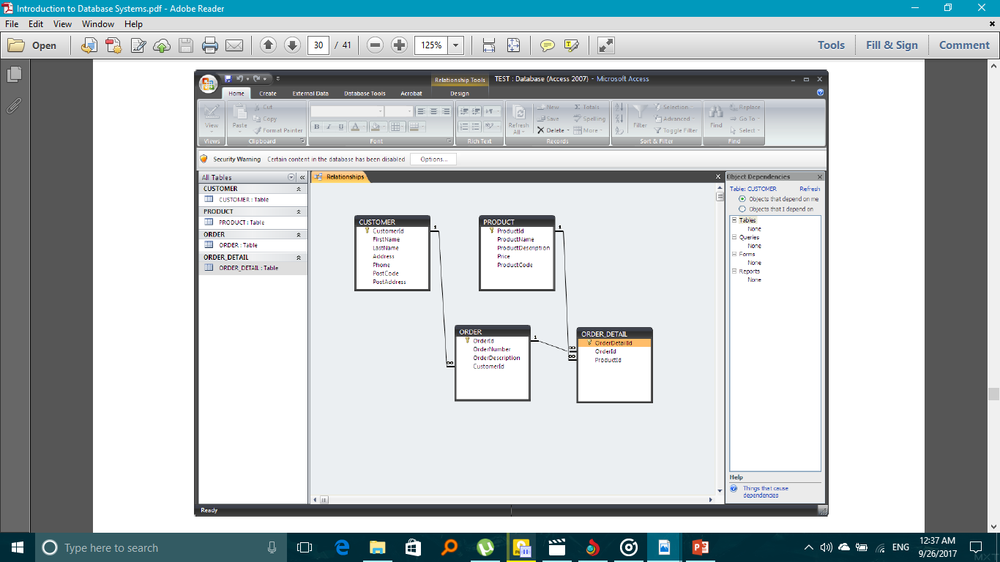 Introduction to Database Systems.pdf - Adobe Reader
File Edit View Window Help
Open 30 / 41 125% Tools Fill & Sign Comment
Relationship Tools TEST : Database (Access 2007) - Microsoft Access
Home Create External Data Database Tools Acrobat Design
View
Views
Paste
Cut
Copy
Format Painter
Clipboard
B I U A
Font
Rich Text
Refresh All
New
Save
Delete
Totals
Spelling
More
Records
Filter
Selection
Advanced
Toggle Filter
Sort & Filter
Find
Replace
Go To
Select
Find
Security Warning Certain content in the database has been disabled Options...
All Tables
CUSTOMER
CUSTOMER : Table
PRODUCT
PRODUCT : Table
ORDER
ORDER : Table
ORDER_DETAIL
ORDER_DETAIL : Table
Relationships
CUSTOMER
CustomerId
FirstName
LastName
Address
Phone
PostCode
PostAddress
1
PRODUCT
ProductId
ProductName
ProductDescription
Price
ProductCode
1
ORDER
OrderId
OrderNumber
OrderDescription
CustomerId
∞
1
ORDER_DETAIL
OrderDetailId
OrderId
ProductId
∞
∞
Object Dependencies
Table: CUSTOMER Refresh
Objects that depend on me
Objects that I depend on
Tables
None
Queries
None
Forms
None
Reports
None
Help
Things that cause
dependencies
Ready
Type here to search
ENG
12:37 AM
9/26/2017
MXT